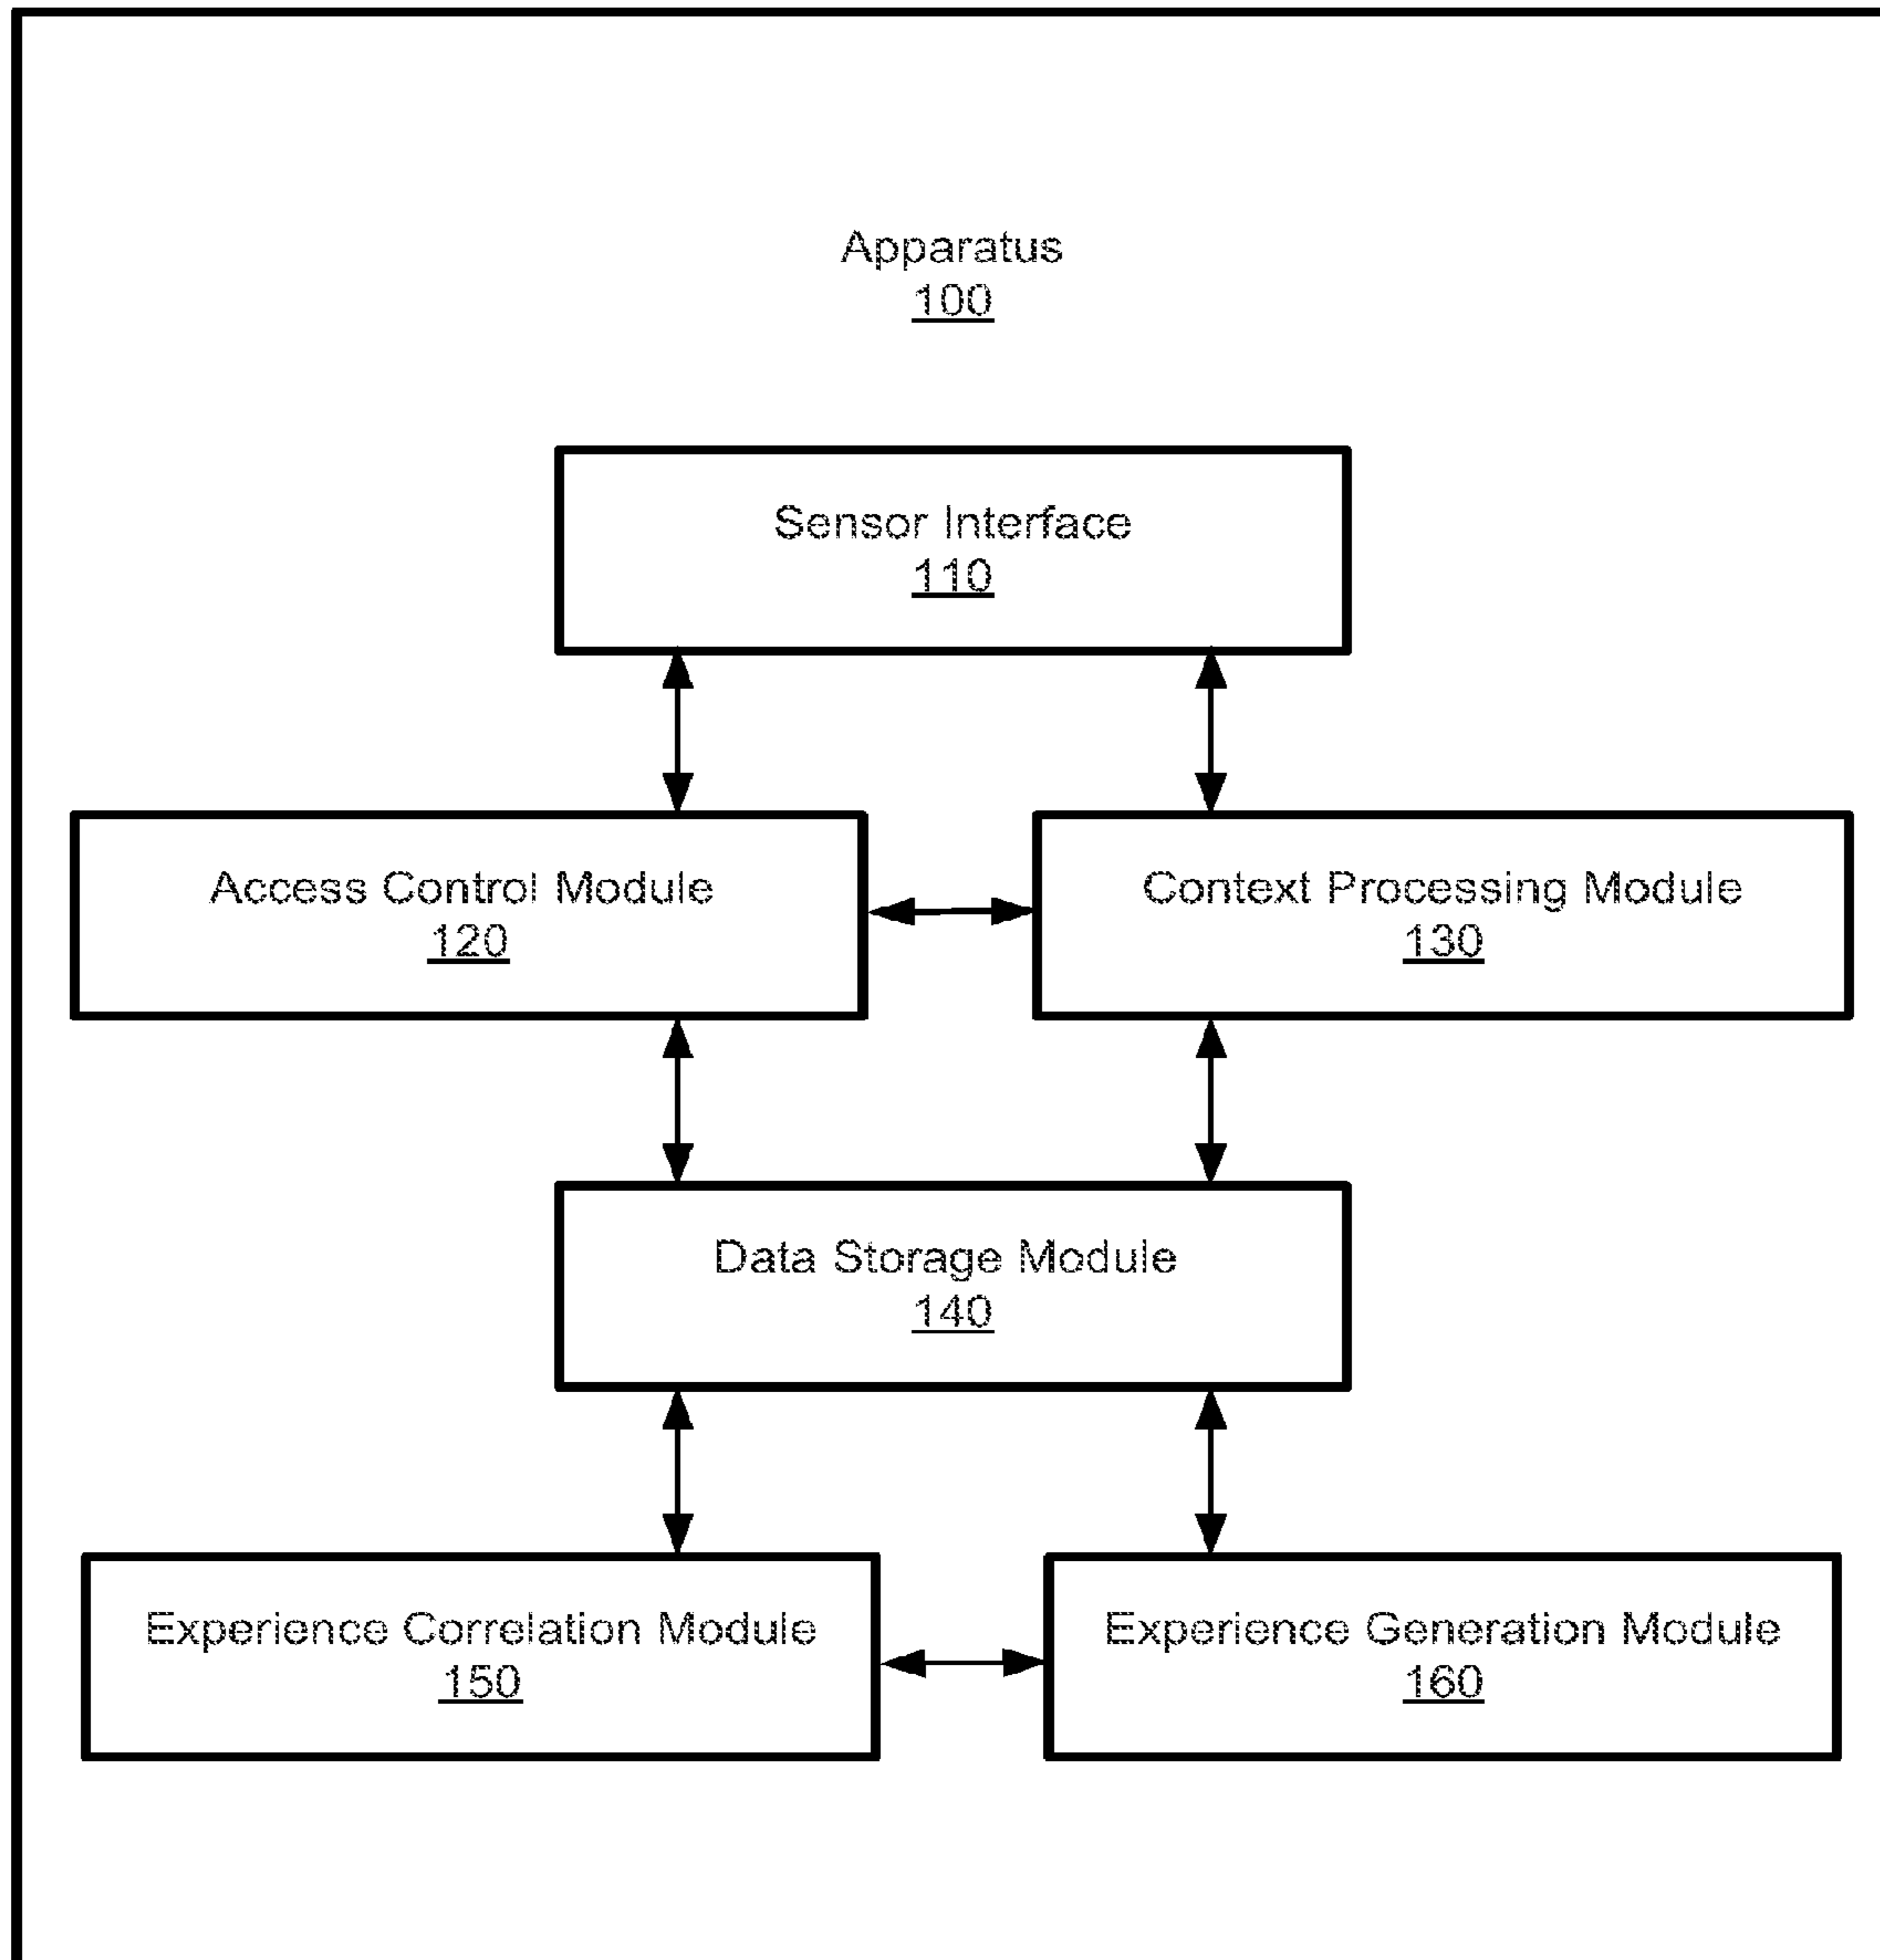 Apparatus
100
Sensor Interface
110
Access Control Module
120
Context Processing Module
130
Data Storage Module
140
Experience Correlation Module
150
Experience Generation Module
160